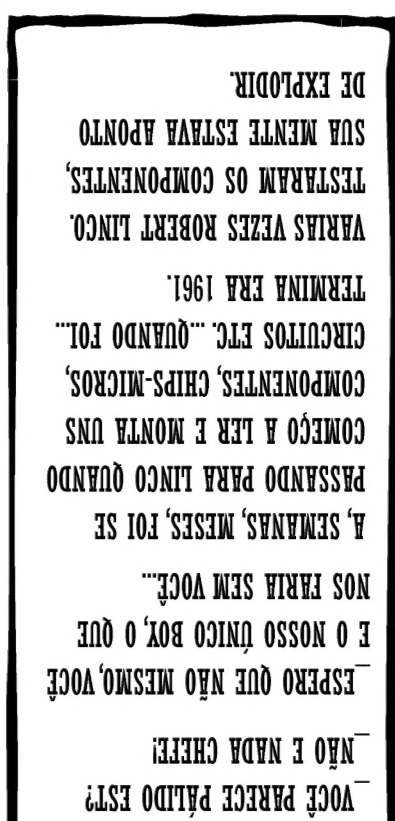 _VOCÊ PARECE PÁLIDO EST?
_NÃO E NADA CHEFE!
_ESPERO QUE NÃO MESMO, VOCÊ
E O NOSSO ÚNICO BOY, O QUE
NOS FARIA SEM VOCÊ...
A, SEMANAS, MESES, FOI SE
PASSANDO PARA LINCO QUANDO
COMEÇO A LER E MONTA UNS
COMPONENTES, CHIPS-MICROS,
CIRCUITOS ETC. ...QUANDO FOI...
TERMINA ERA 1961.
VARIAS VEZES ROBERT LINCO.
TESTARAM OS COMPONENTES,
SUA MENTE ESTAVA APONTO
DE EXPLODIR.